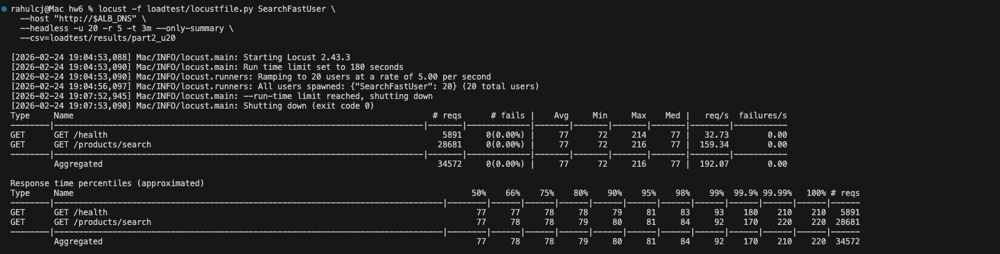 rahulcj@Mac hw6 % locust -f loadtest/locustfile.py SearchFastUser \
  --host "http://$ALB_DNS" \
  --headless -u 20 -r 5 -t 3m --only-summary \
  --csv=loadtest/results/part2_u20

[2026-02-24 19:04:53,088] Mac/INFO/locust.main: Starting Locust 2.43.3
[2026-02-24 19:04:53,090] Mac/INFO/locust.main: Run time limit set to 180 seconds
[2026-02-24 19:04:53,090] Mac/INFO/locust.runners: Ramping to 20 users at a rate of 5.00 per second
[2026-02-24 19:04:56,097] Mac/INFO/locust.runners: All users spawned: {"SearchFastUser": 20} (20 total users)
[2026-02-24 19:07:52,945] Mac/INFO/locust.main: --run-time limit reached, shutting down
[2026-02-24 19:07:53,090] Mac/INFO/locust.main: Shutting down (exit code 0)
Type     Name                    # reqs      # fails |    Avg     Min     Max    Med |   req/s  failures/s
GET      GET /health               5891     0(0.00%) |     77      72     214     77 |   32.73        0.00
GET      GET /products/search     28681     0(0.00%) |     77      72     216     77 |  159.34        0.00
         Aggregated               34572     0(0.00%) |     77      72     216     77 |  192.07        0.00

Response time percentiles (approximated)
Type     Name                    50%    66%    75%    80%    90%    95%    98%    99%  99.9% 99.99%   100% # reqs
GET      GET /health              77     77     78     78     79     81     83     93    180    210    210   5891
GET      GET /products/search     77     78     78     79     80     81     84     92    170    220    220  28681
         Aggregated               77     78     78     79     80     81     84     92    170    210    220  34572